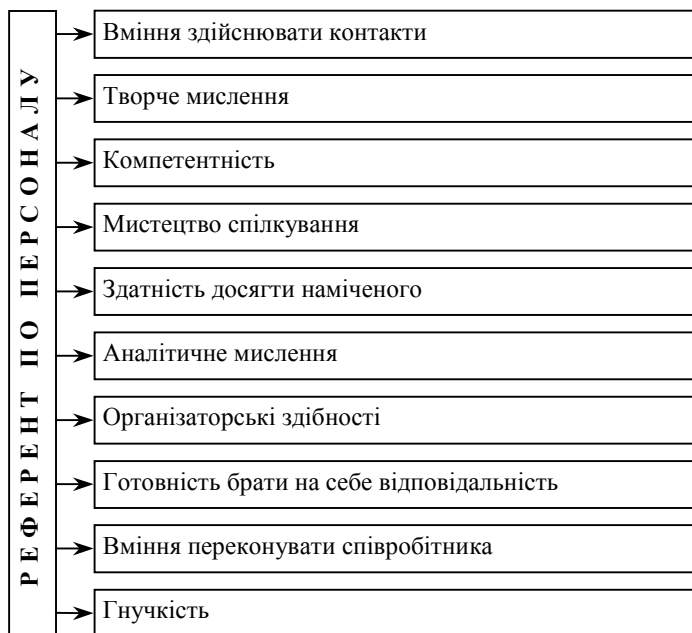 РЕФЕРЕНТ ПО ПЕРСОНАЛУ
Вміння здійснювати контакти
Творче мислення
Компетентність
Мистецтво спілкування
Здатність досягти наміченого
Аналітичне мислення
Організаторські здібності
Готовність брати на себе відповідальність
Вміння переконувати співробітника
Гнучкість